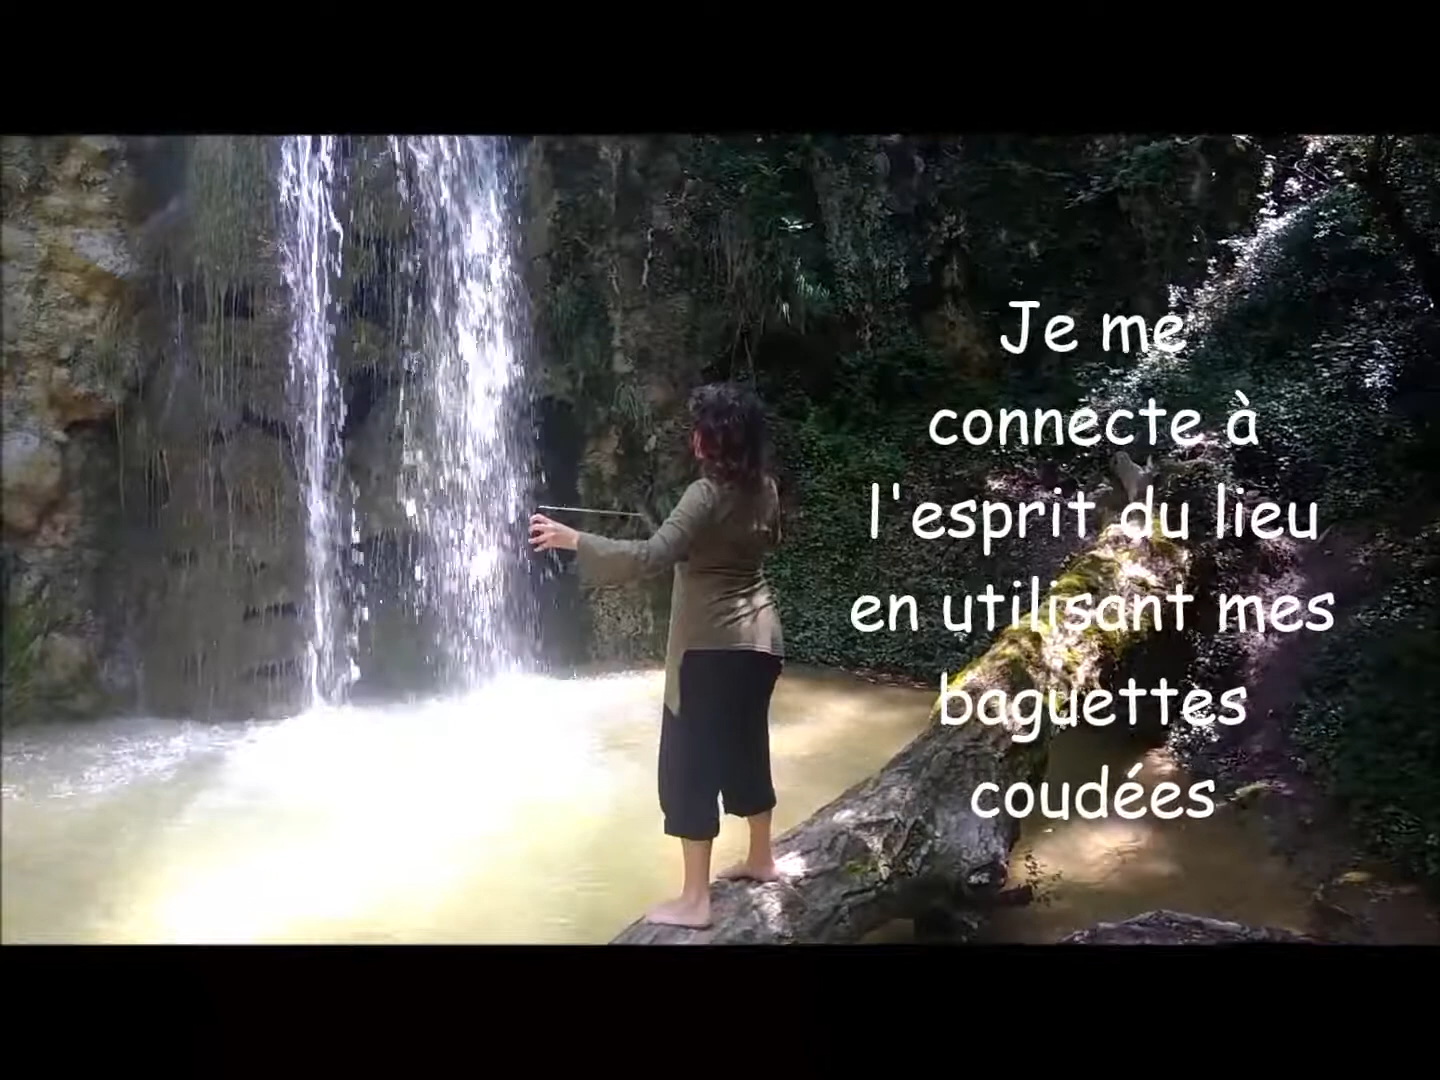 Je me
connecte à
l'esprit du lieu
en utilisant mes
baguettes
coudées